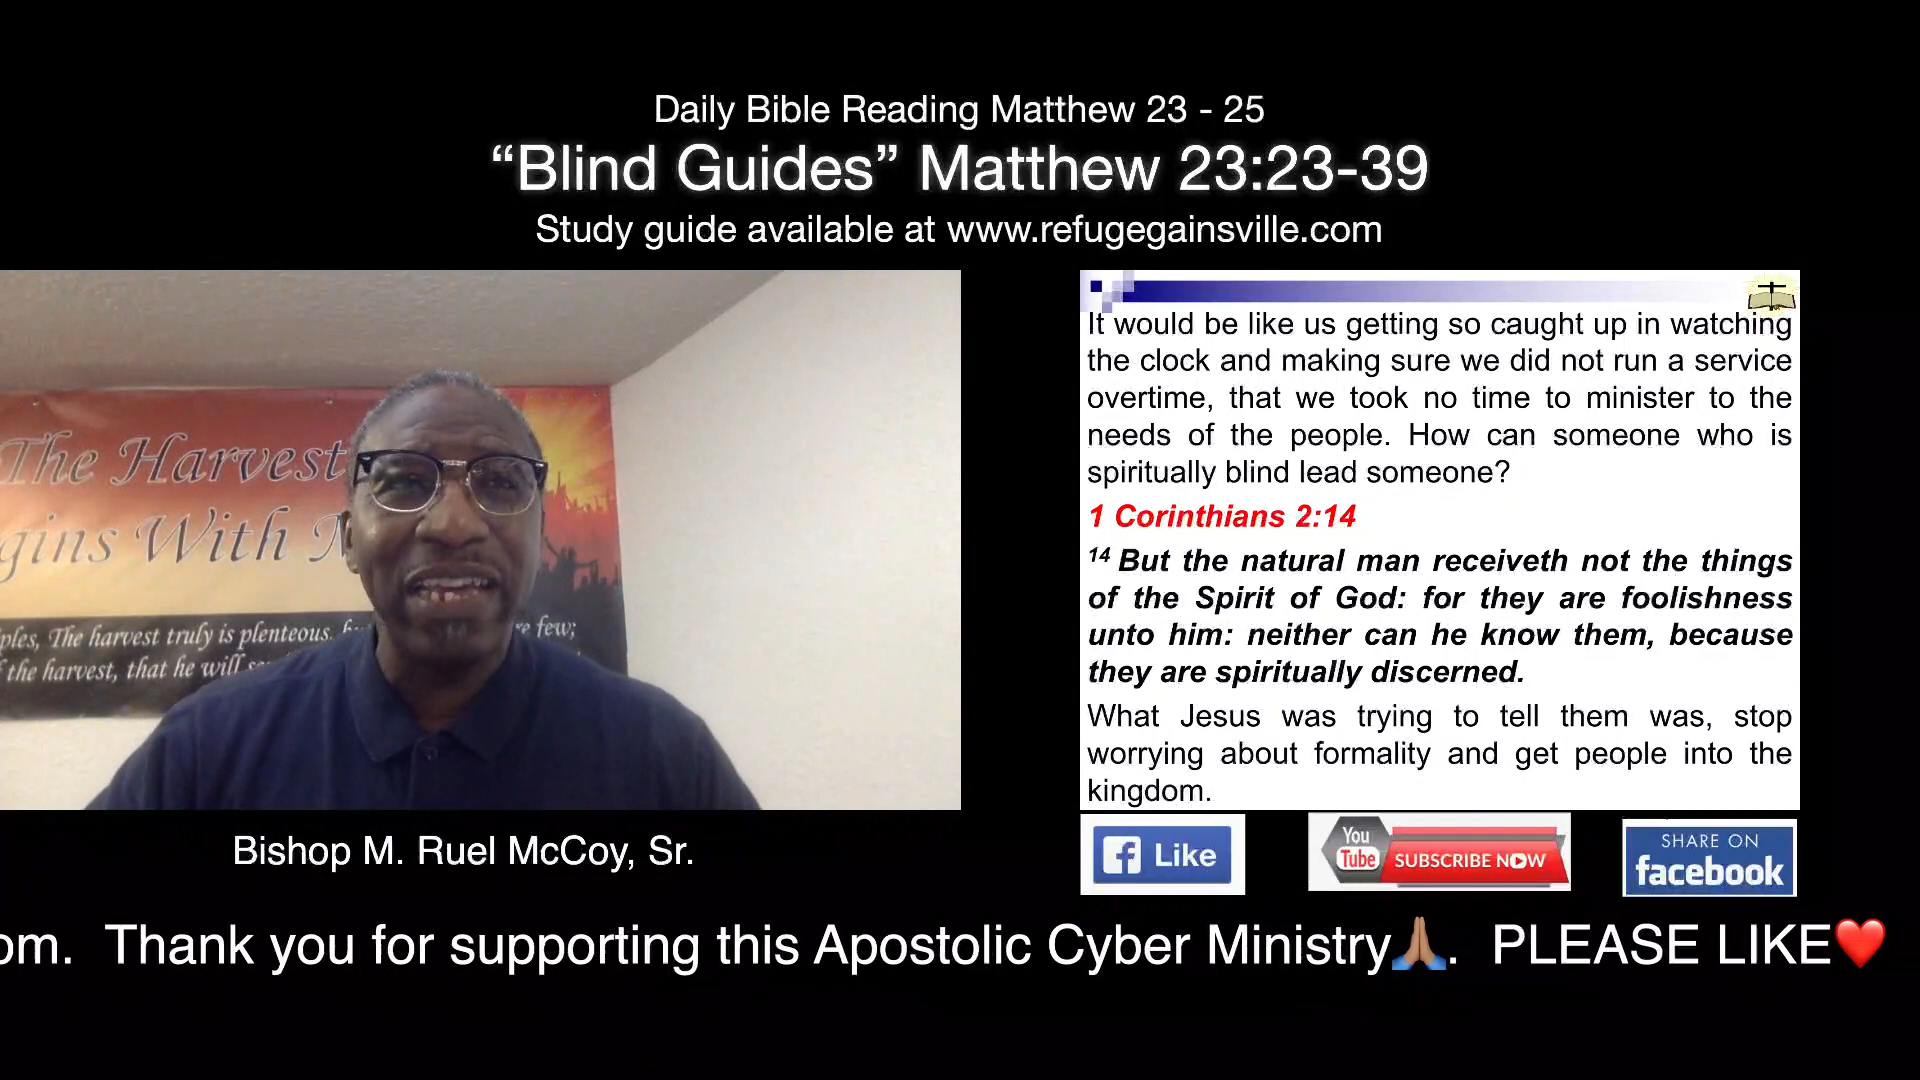 Daily Bible Reading Matthew 23 - 25
“Blind Guides” Matthew 23:23-39
Study guide available at www.refugegainsville.com
The Harvest
gins With
ples, The harvest truly is plenteous, re few;
f the harvest, that he will
Bishop M. Ruel McCoy, Sr.
It would be like us getting so caught up in watching
the clock and making sure we did not run a service
overtime, that we took no time to minister to the
needs of the people. How can someone who is
spiritually blind lead someone?
1 Corinthians 2:14
14 But the natural man receiveth not the things
of the Spirit of God: for they are foolishness
unto him: neither can he know them, because
they are spiritually discerned.
What Jesus was trying to tell them was, stop
worrying about formality and get people into the
kingdom.
f Like
You
Tube
SUBSCRIBE NOW
SHARE ON
facebook
om. Thank you for supporting this Apostolic Cyber Ministry🙏🏽. PLEASE LIKE❤️